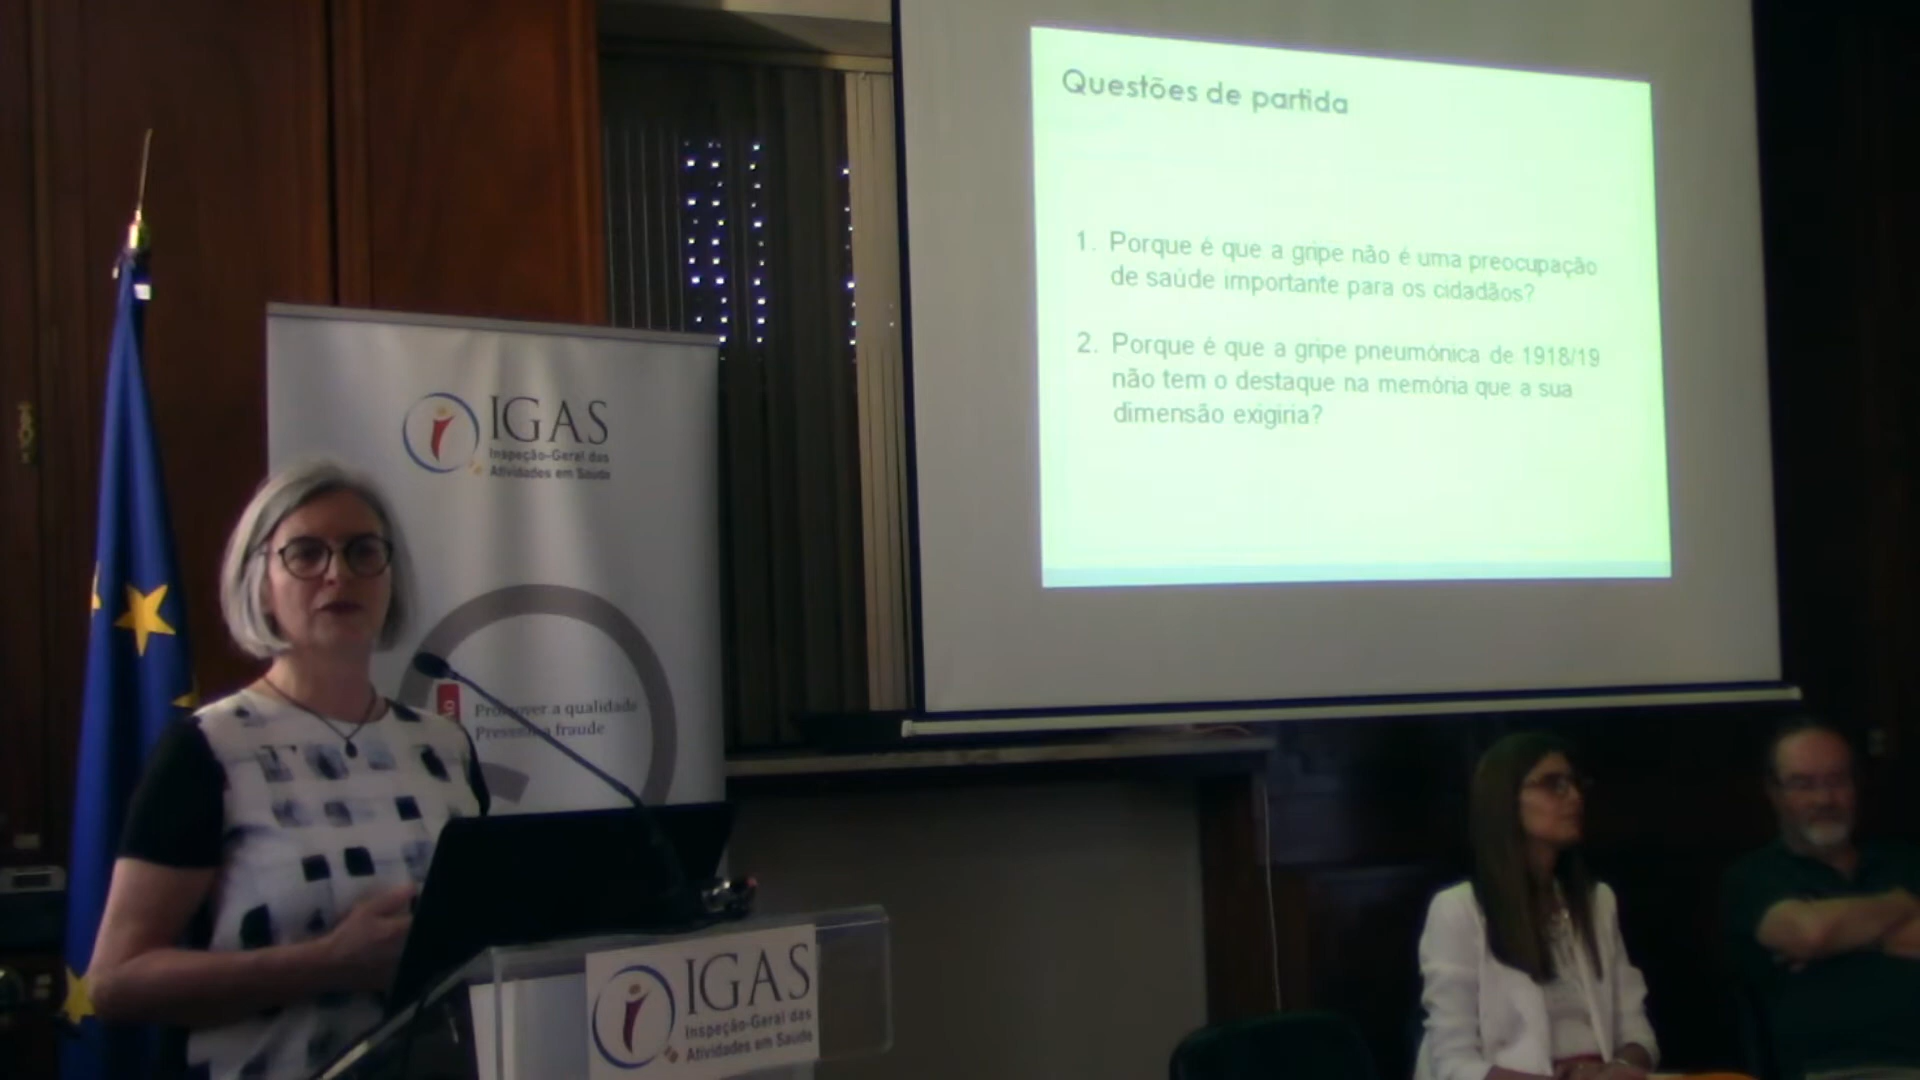 Questões de partida
1. Porque é que a gripe não é uma preocupação
de saúde importante para os cidadãos?
2. Porque é que a gripe pneumónica de 1918/19
não tem o destaque na memória que a sua
dimensão exigiria?
IGAS
Inspeção-Geral das
Atividades em Saúde
Promover a qualidade
Prevenir a fraude
IGAS
Inspeção-Geral das
Atividades em Saúde